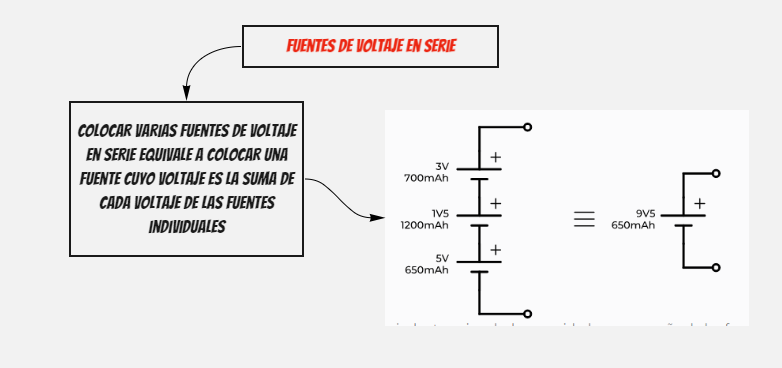 FUENTES DE VOLTAJE EN SERIE
COLOCAR VARIAS FUENTES DE VOLTAJE
EN SERIE EQUIVALE A COLOCAR UNA
FUENTE CUYO VOLTAJE ES LA SUMA DE
CADA VOLTAJE DE LAS FUENTES
INDIVIDUALES
3V
700mAh
+
1V5
1200mAh
+
5V
650mAh
+
≡
9V5
650mAh
+